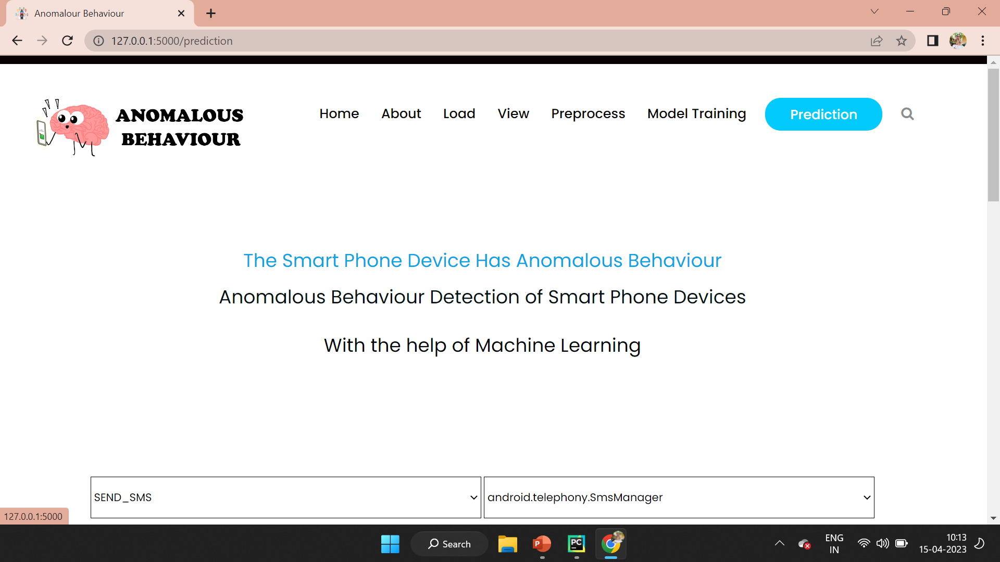 Anomalour Behaviour
127.0.0.1:5000/prediction
ANOMALOUS
BEHAVIOUR
Home About Load View Preprocess Model Training Prediction
The Smart Phone Device Has Anomalous Behaviour
Anomalous Behaviour Detection of Smart Phone Devices
With the help of Machine Learning
SEND_SMS android.telephony.SmsManager
127.0.0.1:5000
Search
P
PC
ENG
IN
10:13
15-04-2023